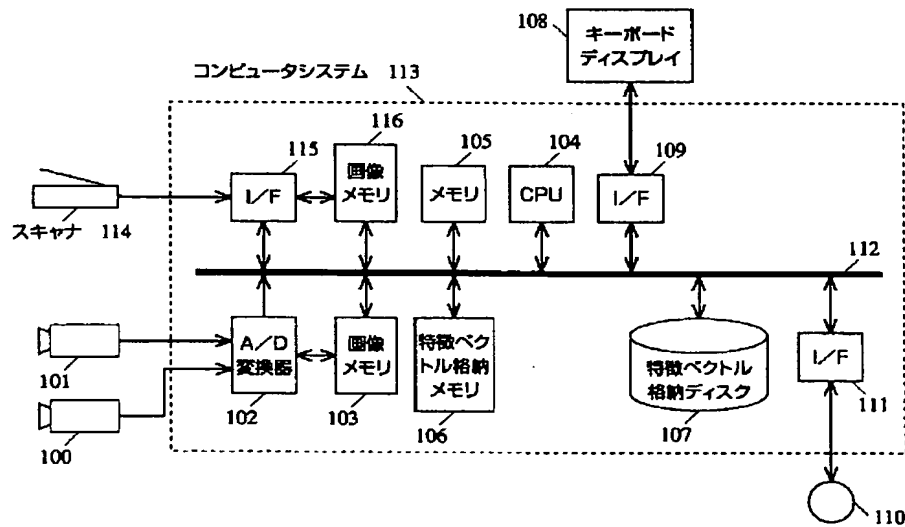 108
キーボード
ディスプレイ
コンピュータシステム 113
116
115
画像
メモリ
105
メモリ
104
CPU
109
I/F
I/F
スキャナ 114
112
101
A/D
変換器
102
画像
メモリ
103
特徴ベク
トル格納
メモリ
106
特徴ベクトル
格納ディスク
107
I/F
111
100
110